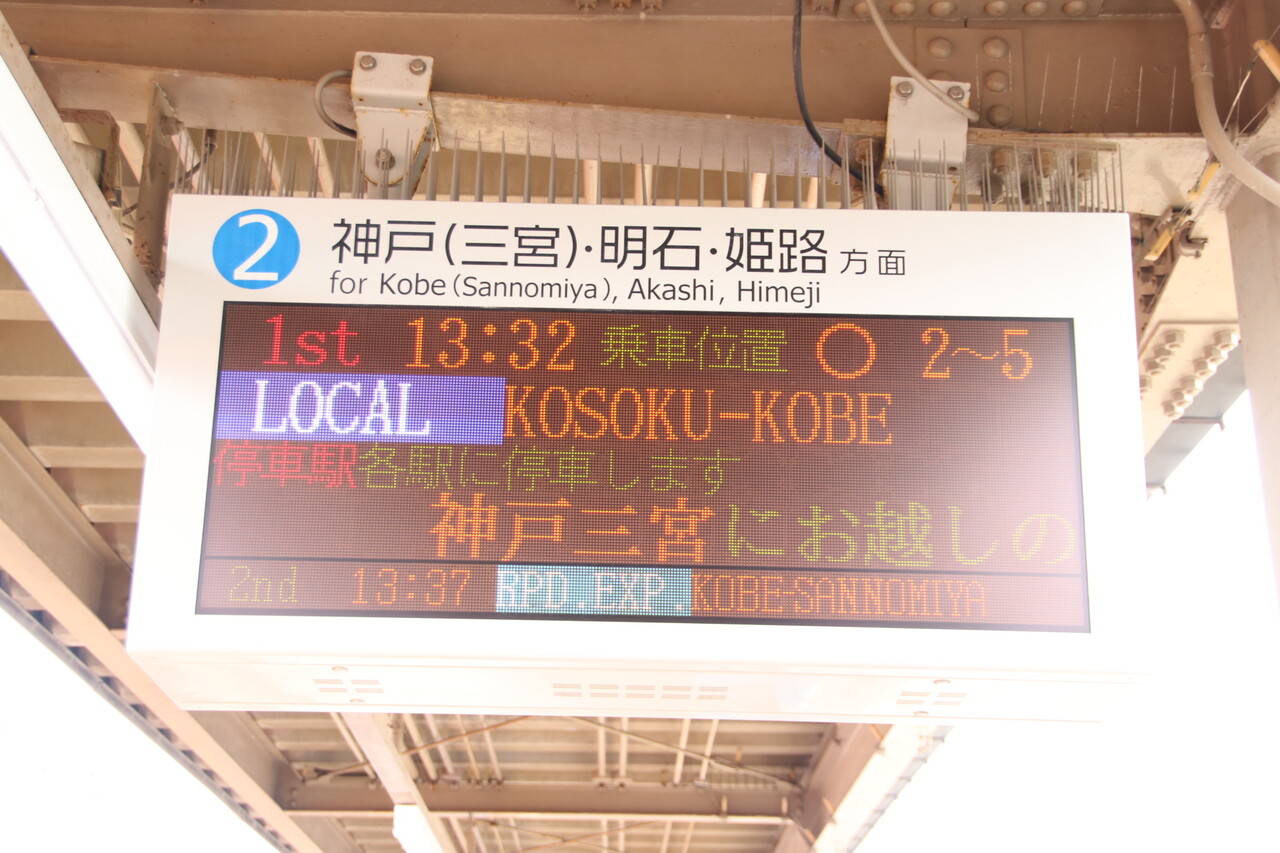 2 神戸(三宮)・明石・姫路 方面
for Kobe (Sannomiya), Akashi, Himeji
1st 13:32 乗車位置 ○ 2〜5
LOCAL KOSOKU-KOBE
停車駅 各駅に停車します
神戸三宮にお越しの
2nd 13:37 RPD.EXP. KOBE-SANNOMIYA